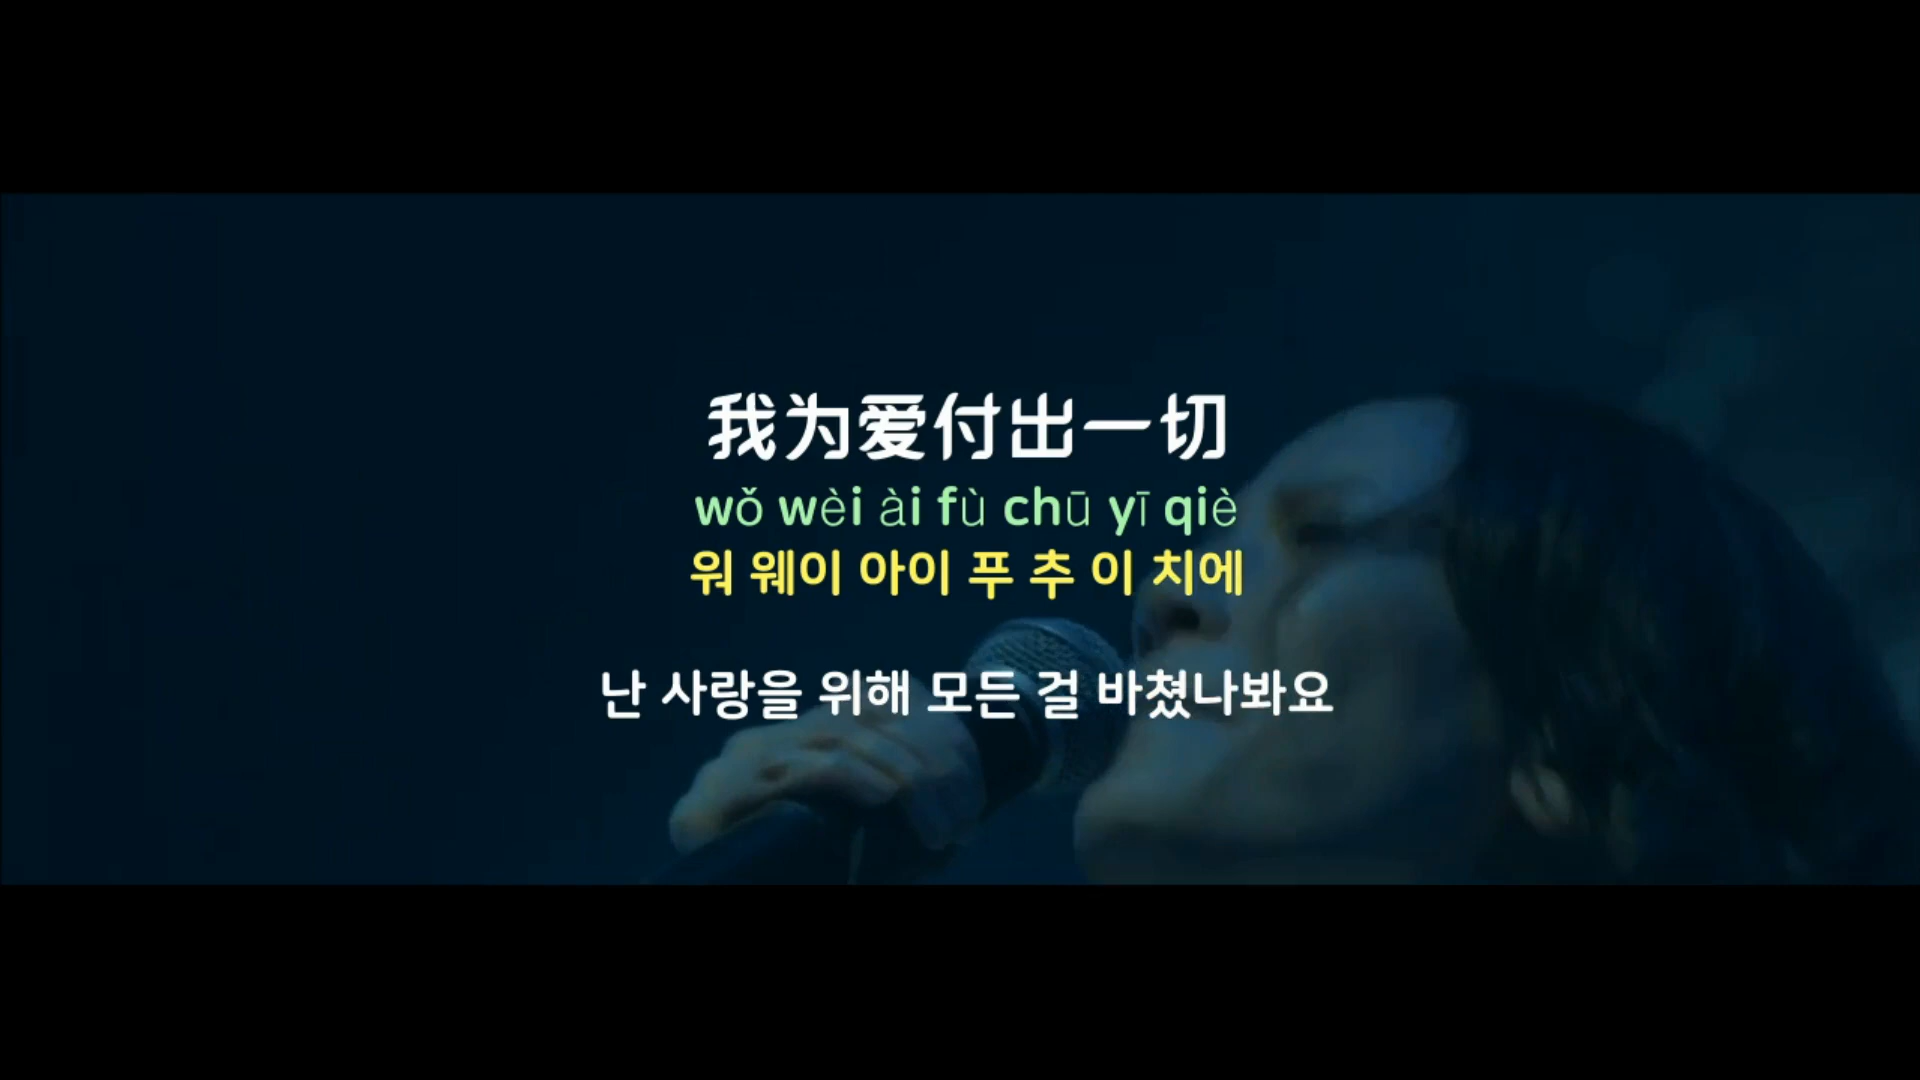 我为爱付出一切
wǒ wèi ài fù chū yī qiè
워 웨이 아이 푸 추 이 치에
난 사랑을 위해 모든 걸 바쳤나봐요